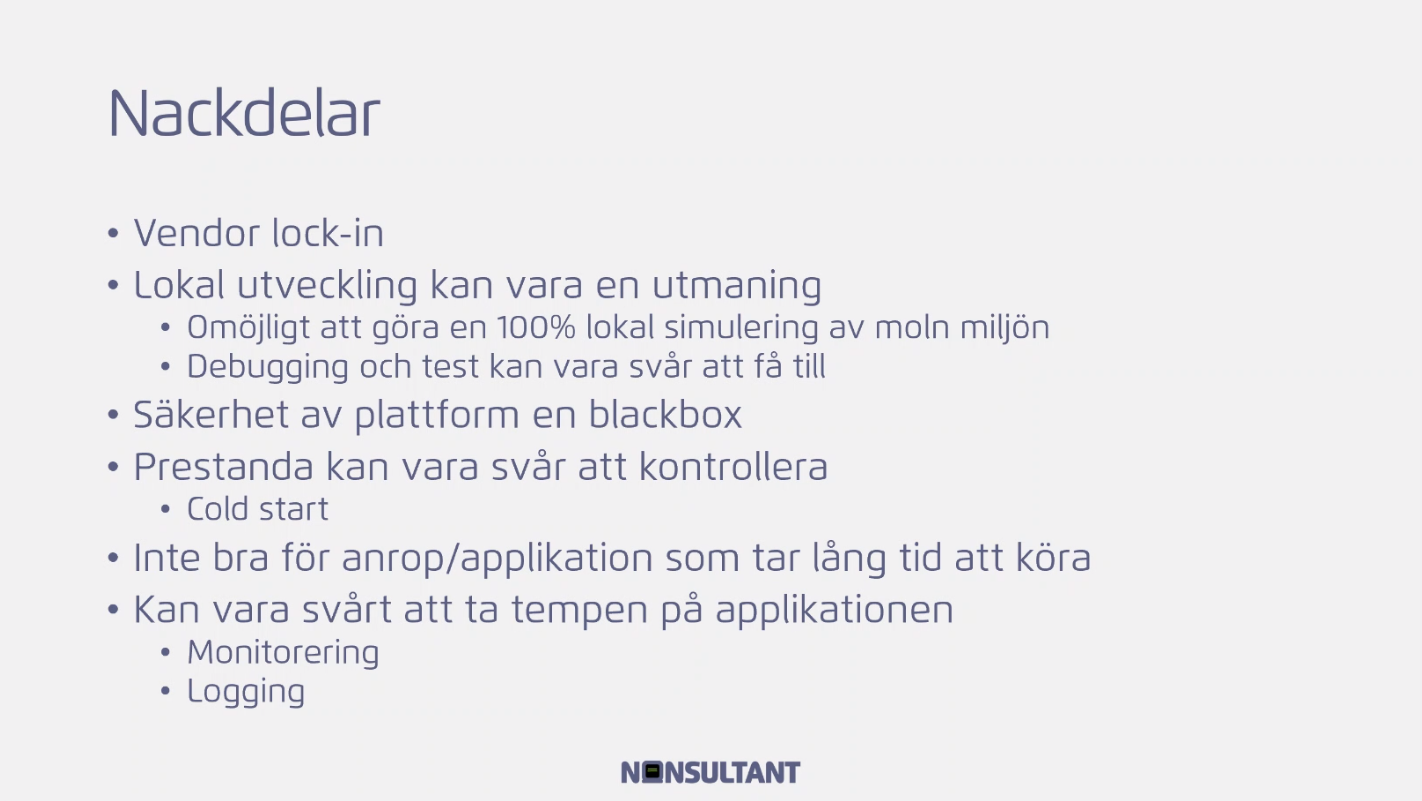 Nackdelar
• Vendor lock-in
• Lokal utveckling kan vara en utmaning
• Omöjligt att göra en 100% lokal simulering av moln miljön
• Debugging och test kan vara svår att få till
• Säkerhet av plattform en blackbox
• Prestanda kan vara svår att kontrollera
• Cold start
• Inte bra för anrop/applikation som tar lång tid att köra
• Kan vara svårt att ta tempen på applikationen
• Monitorering
• Logging
NONSULTANT